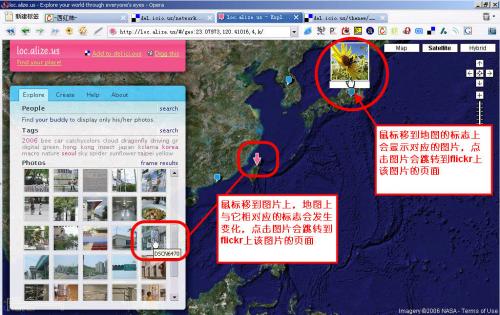 loc.alize.us - Explore your world through everyone's eyes - Opera
新建标签
del.icio.us/network...
loc.alize.us - Expl...
del.icio.us/themes/...
http://loc.alize.us/#/geo:23.07973,120.41016,4,k/
loc.alize.us
Add to del.icio.us
Digg this
Find your place!
Map
Satellite
Hybrid
Explore
Create
Help
About
People
search
Find your buddy to display only his/her photos.
Tags
search
2006 bee car catchycolors cloud dragonfly driving gr
digital green hong kong insect japan kolama korea
macro nature seoul sky spider sunflower taipei yellow
Photos
frame results
DSCN6470
鼠标移到地图的标志上
会显示对应的图片，点
击图片会跳转到flickr上
该图片的页面
鼠标移到图片上，地图上
与它相对应的标志会发生
变化，点击图片会跳转到
flickr上该图片的页面
Imagery ©2006 NASA - Terms of Use